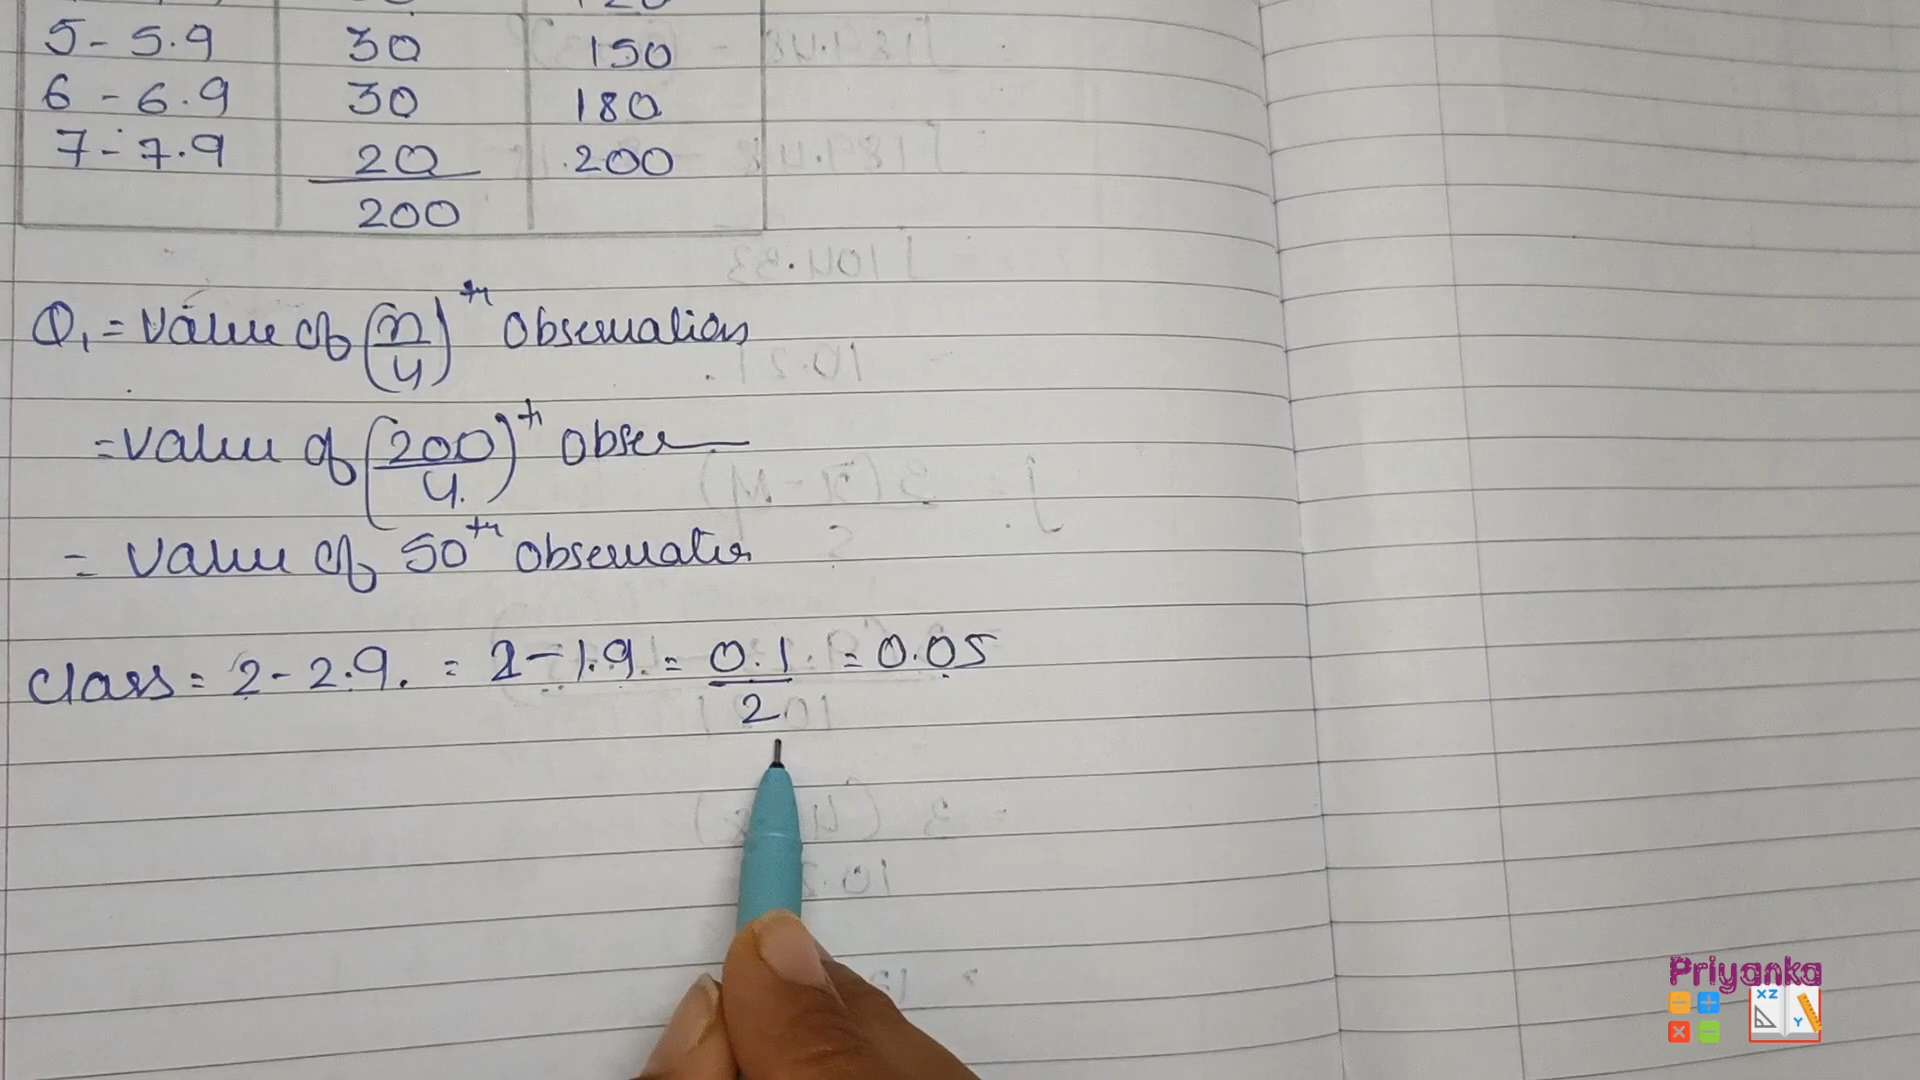 5 - 5.9 30 150
6 - 6.9 30 180
7 - 7.9 20 200
200
Q₁ = Value of (n/4)th Observation
= Value of (200/4)th Obser
= Value of 50th Observation
Class = 2 - 2.9. = 2 - 1.9 = 0.1/2 = 0.05
Priyanka
XZ
Y